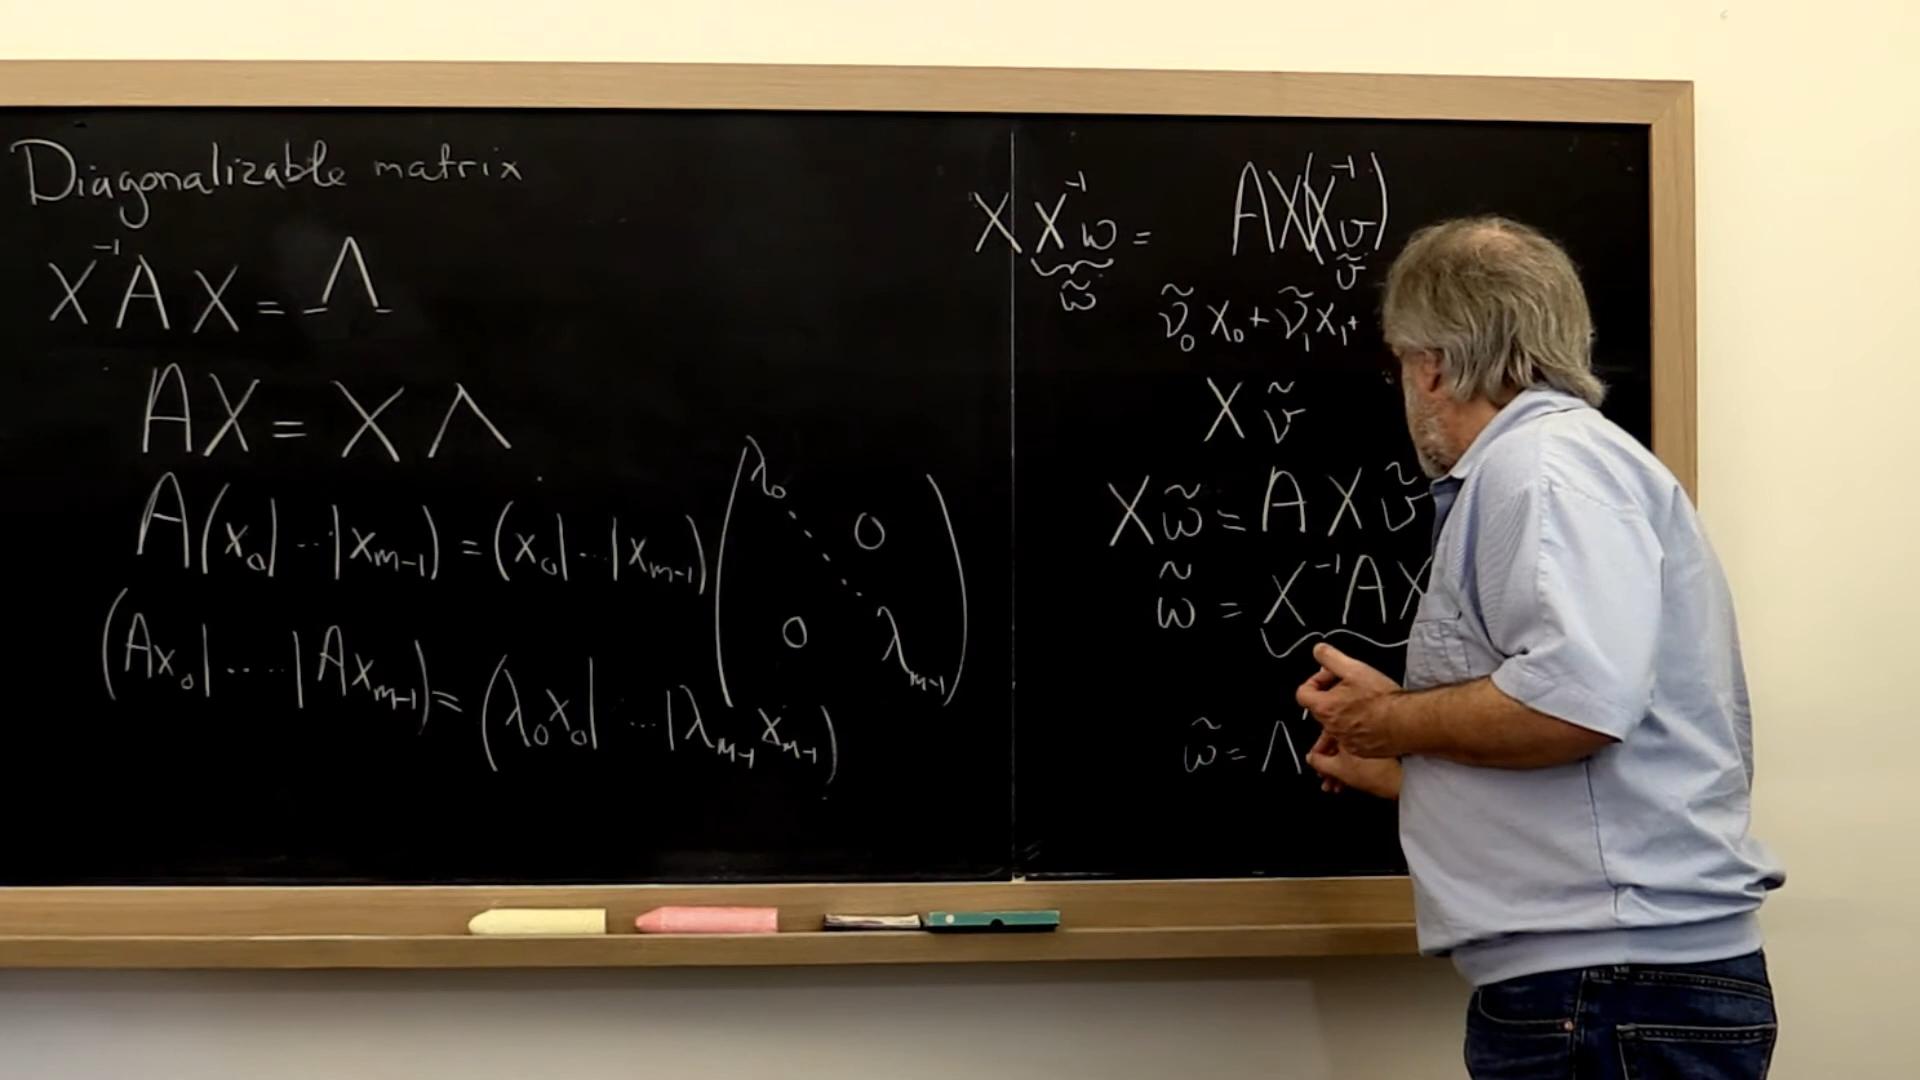 Diagonalizable matrix
X⁻¹AX = Λ
AX = XΛ
A(x₀|···|xₘ₋₁) = (x₀|···|xₘ₋₁)
λ₀
0
0
λₘ₋₁
(Ax₀|····|Axₘ₋₁) = (λ₀x₀|···|λₘ₋₁xₘ₋₁)
X X⁻¹w = AX(X⁻¹v)
w̃
ṽ
ṽ₀x₀ + ṽ₁x₁ +
Xṽ
Xw̃ = AXṽ
w̃ = X⁻¹AX
w̃ = Λ